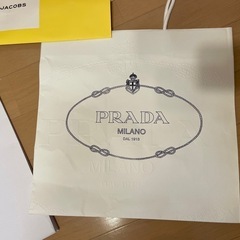 JACOBS
PRADA
MILANO
DAL 1913